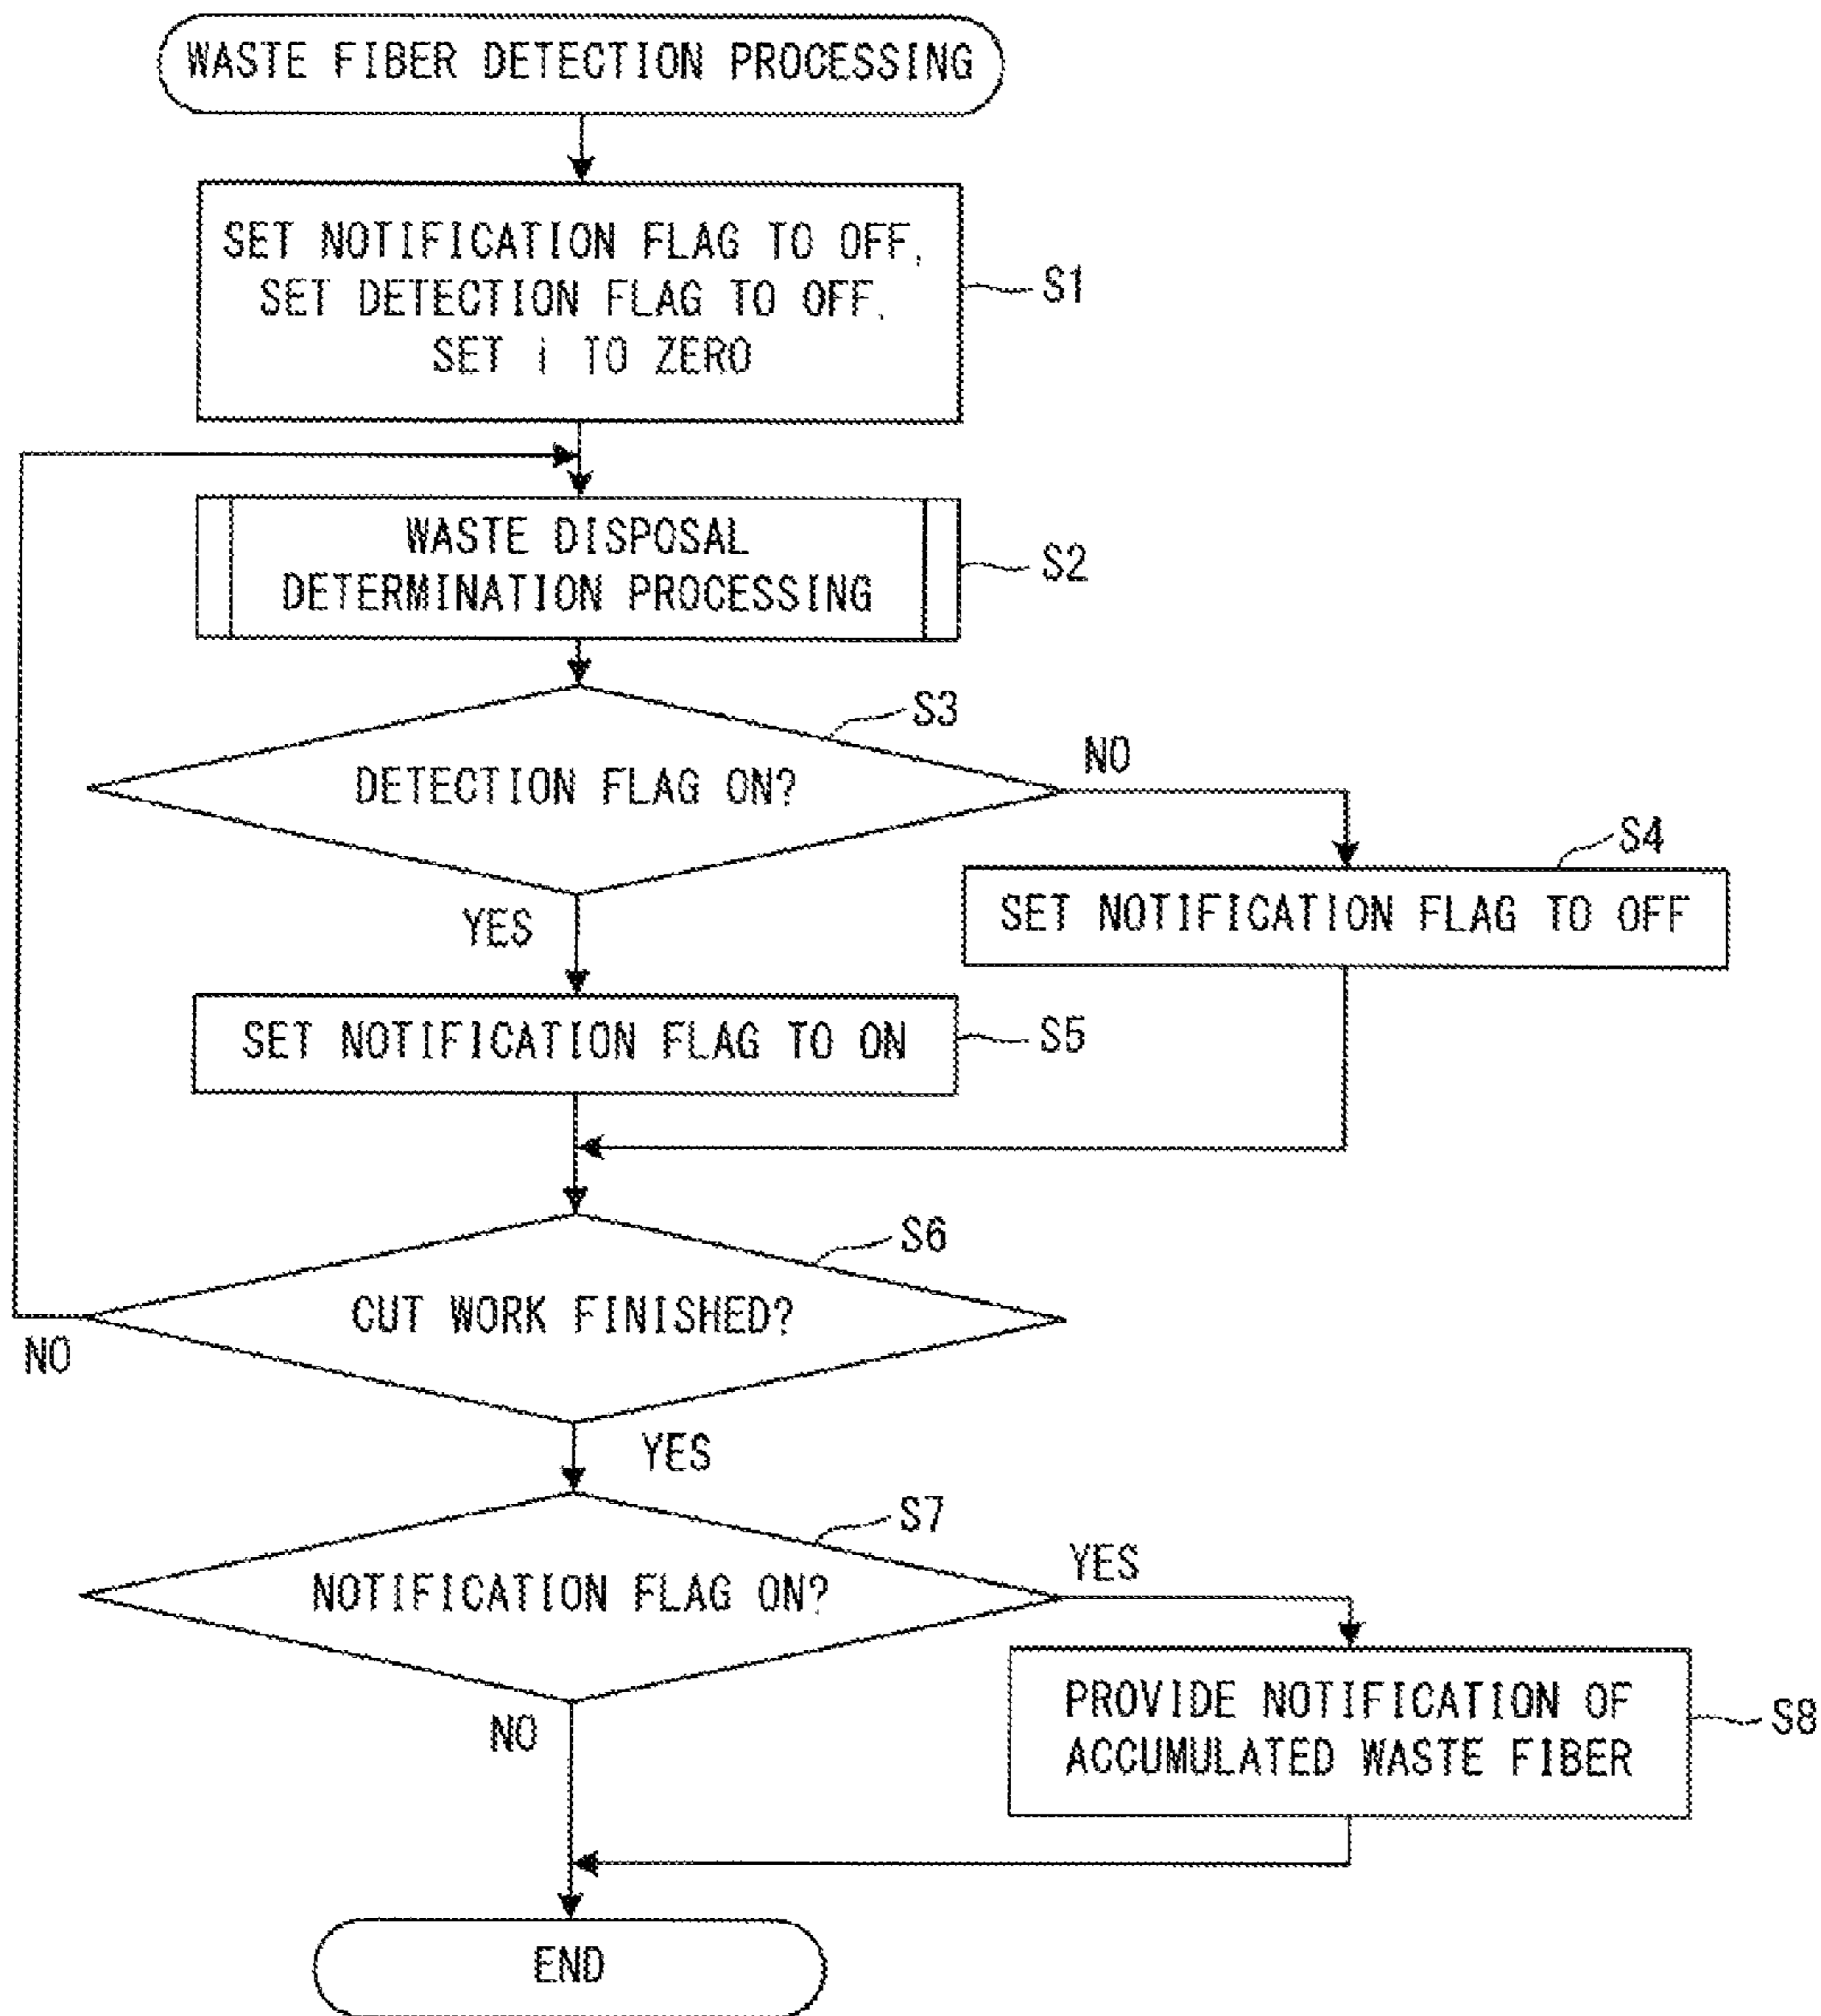 WASTE FIBER DETECTION PROCESSING
SET NOTIFICATION FLAG TO OFF,
SET DETECTION FLAG TO OFF,
SET i TO ZERO
S1
WASTE DISPOSAL
DETERMINATION PROCESSING
S2
S3
DETECTION FLAG ON?
NO
YES
S4
SET NOTIFICATION FLAG TO OFF
SET NOTIFICATION FLAG TO ON
S5
S6
CUT WORK FINISHED?
NO
YES
S7
NOTIFICATION FLAG ON?
YES
NO
PROVIDE NOTIFICATION OF
ACCUMULATED WASTE FIBER
S8
END